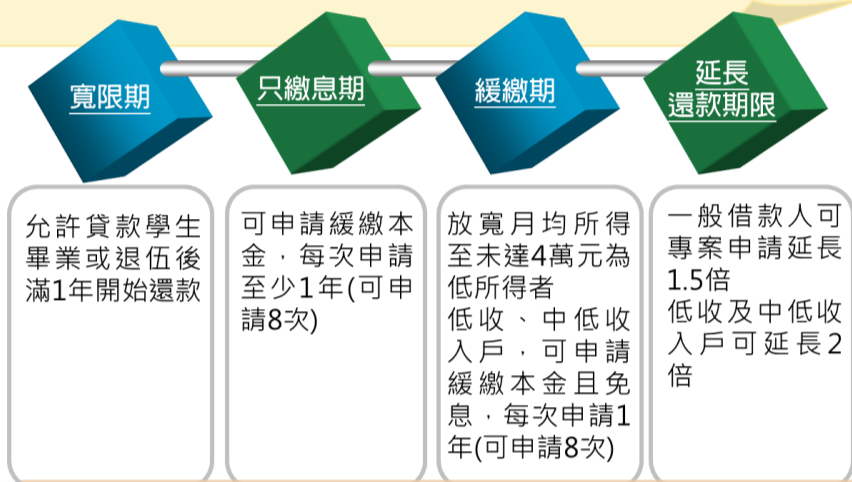 寬限期
只繳息期
緩繳期
延長
還款期限
允許貸款學生
畢業或退伍後
滿1年開始還款
可申請緩繳本
金，每次申請
至少1年(可申
請8次)
放寬月均所得
至未達4萬元為
低所得者
低收、中低收
入戶，可申請
緩繳本金且免
息，每次申請1
年(可申請8次)
一般借款人可
專案申請延長
1.5倍
低收及中低收
入戶可延長2
倍